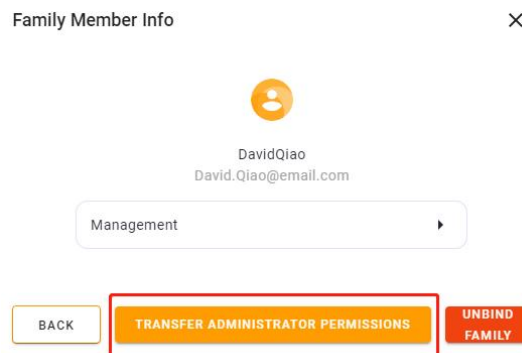 Family Member Info
DavidQiao
David.Qiao@email.com
Management
BACK
TRANSFER ADMINISTRATOR PERMISSIONS
UNBIND
FAMILY